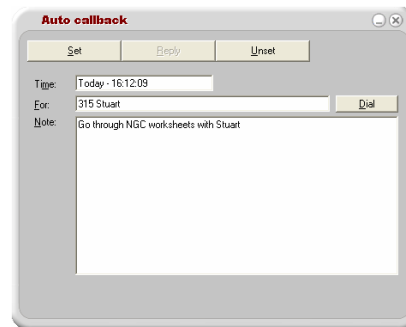 Auto callback
Set Reply Unset
Time: Today - 16:12:09
For: 315 Stuart Dial
Note: Go through NGC worksheets with Stuart